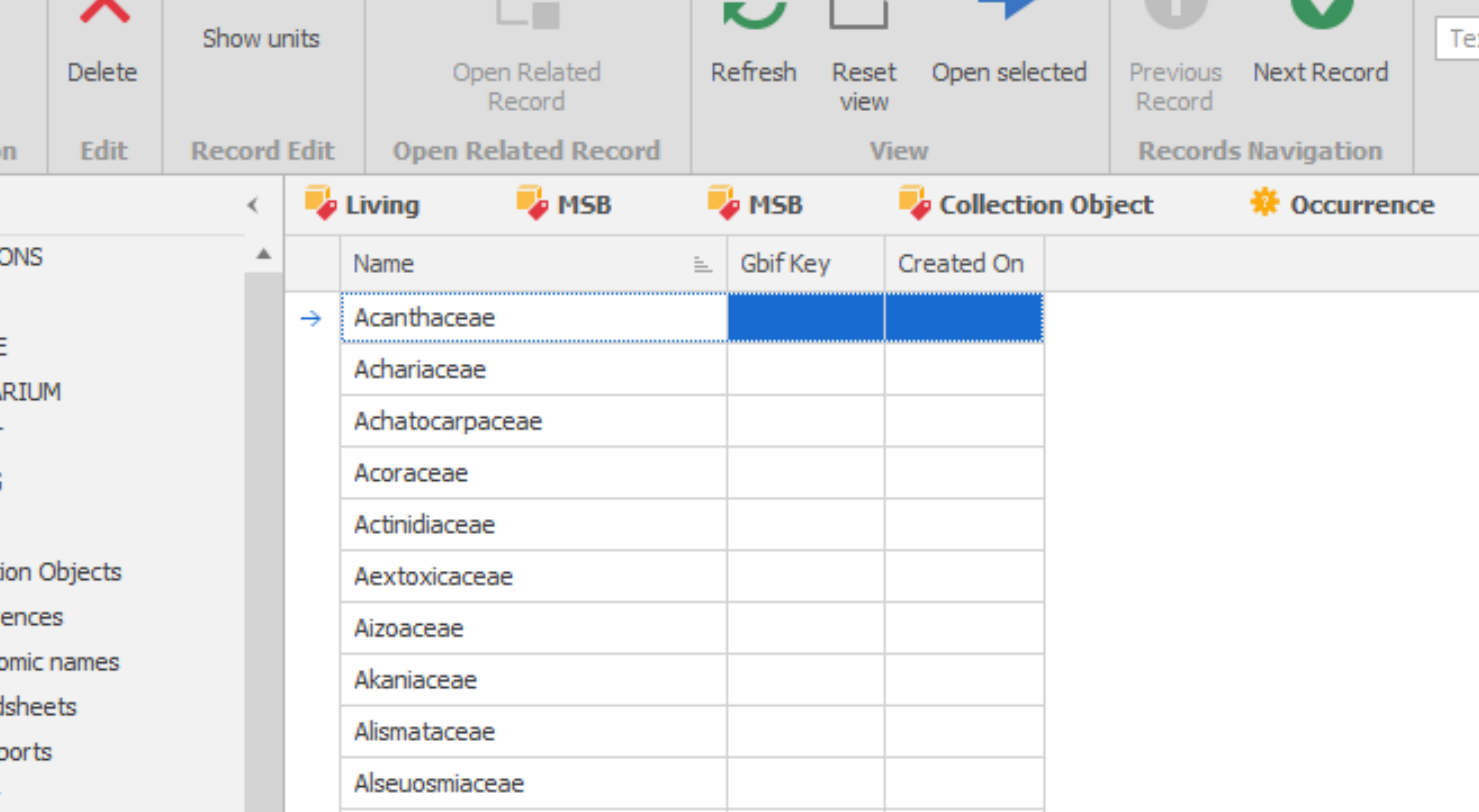 Show units
Delete
Open Related
Record
Refresh
Reset
view
Open selected
Previous
Record
Next Record
Edit
Record Edit
Open Related Record
View
Records Navigation
Living
MSB
MSB
Collection Object
Occurrence
Name
Gbif Key
Created On
Acanthaceae
Achariaceae
Achatocarpaceae
Acoraceae
Actinidiaceae
Aextoxicaceae
Aizoaceae
Akaniaceae
Alismataceae
Alseuosmiaceae
ONS
ARIUM
ion Objects
ences
omic names
dsheets
ports